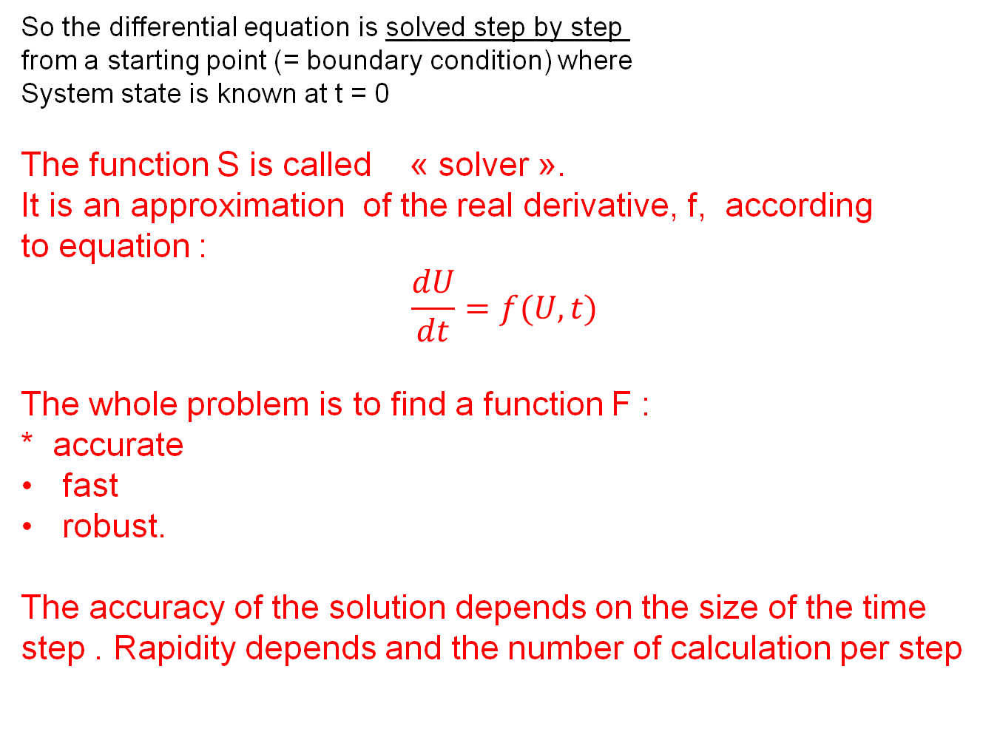 So the differential equation is solved step by step
from a starting point (= boundary condition) where
System state is known at t = 0
The function S is called « solver ».
It is an approximation of the real derivative, f, according
to equation :
dU/dt = f(U,t)
The whole problem is to find a function F :
* accurate
• fast
• robust.
The accuracy of the solution depends on the size of the time
step . Rapidity depends and the number of calculation per step